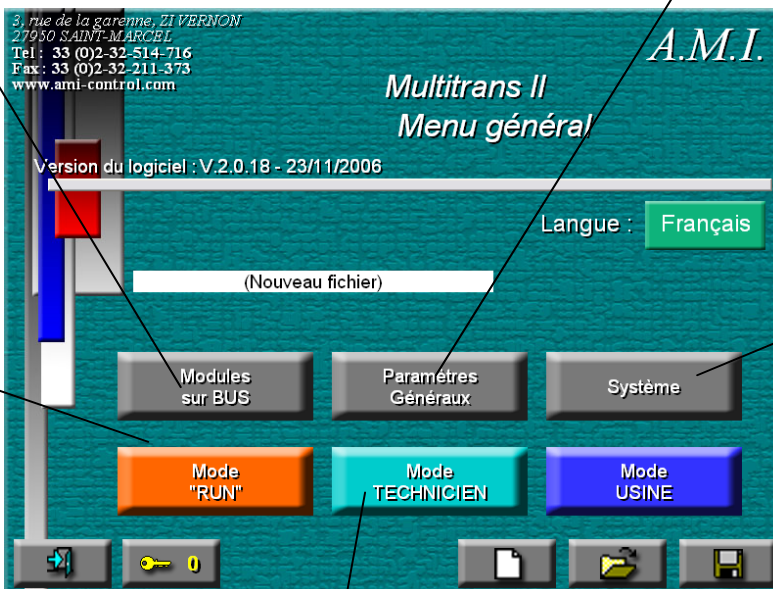 3, rue de la garenne, ZI VERNON
27950 SAINT-MARCEL
Tel : 33 (0)2-32-514-716
Fax : 33 (0)2-32-211-373
www.ami-control.com
A.M.I.
Multitrans II
Menu général
Version du logiciel : V.2.0.18 - 23/11/2006
Langue :
Français
(Nouveau fichier)
Modules
sur BUS
Paramètres
Généraux
Système
Mode
"RUN"
Mode
TECHNICIEN
Mode
USINE
0